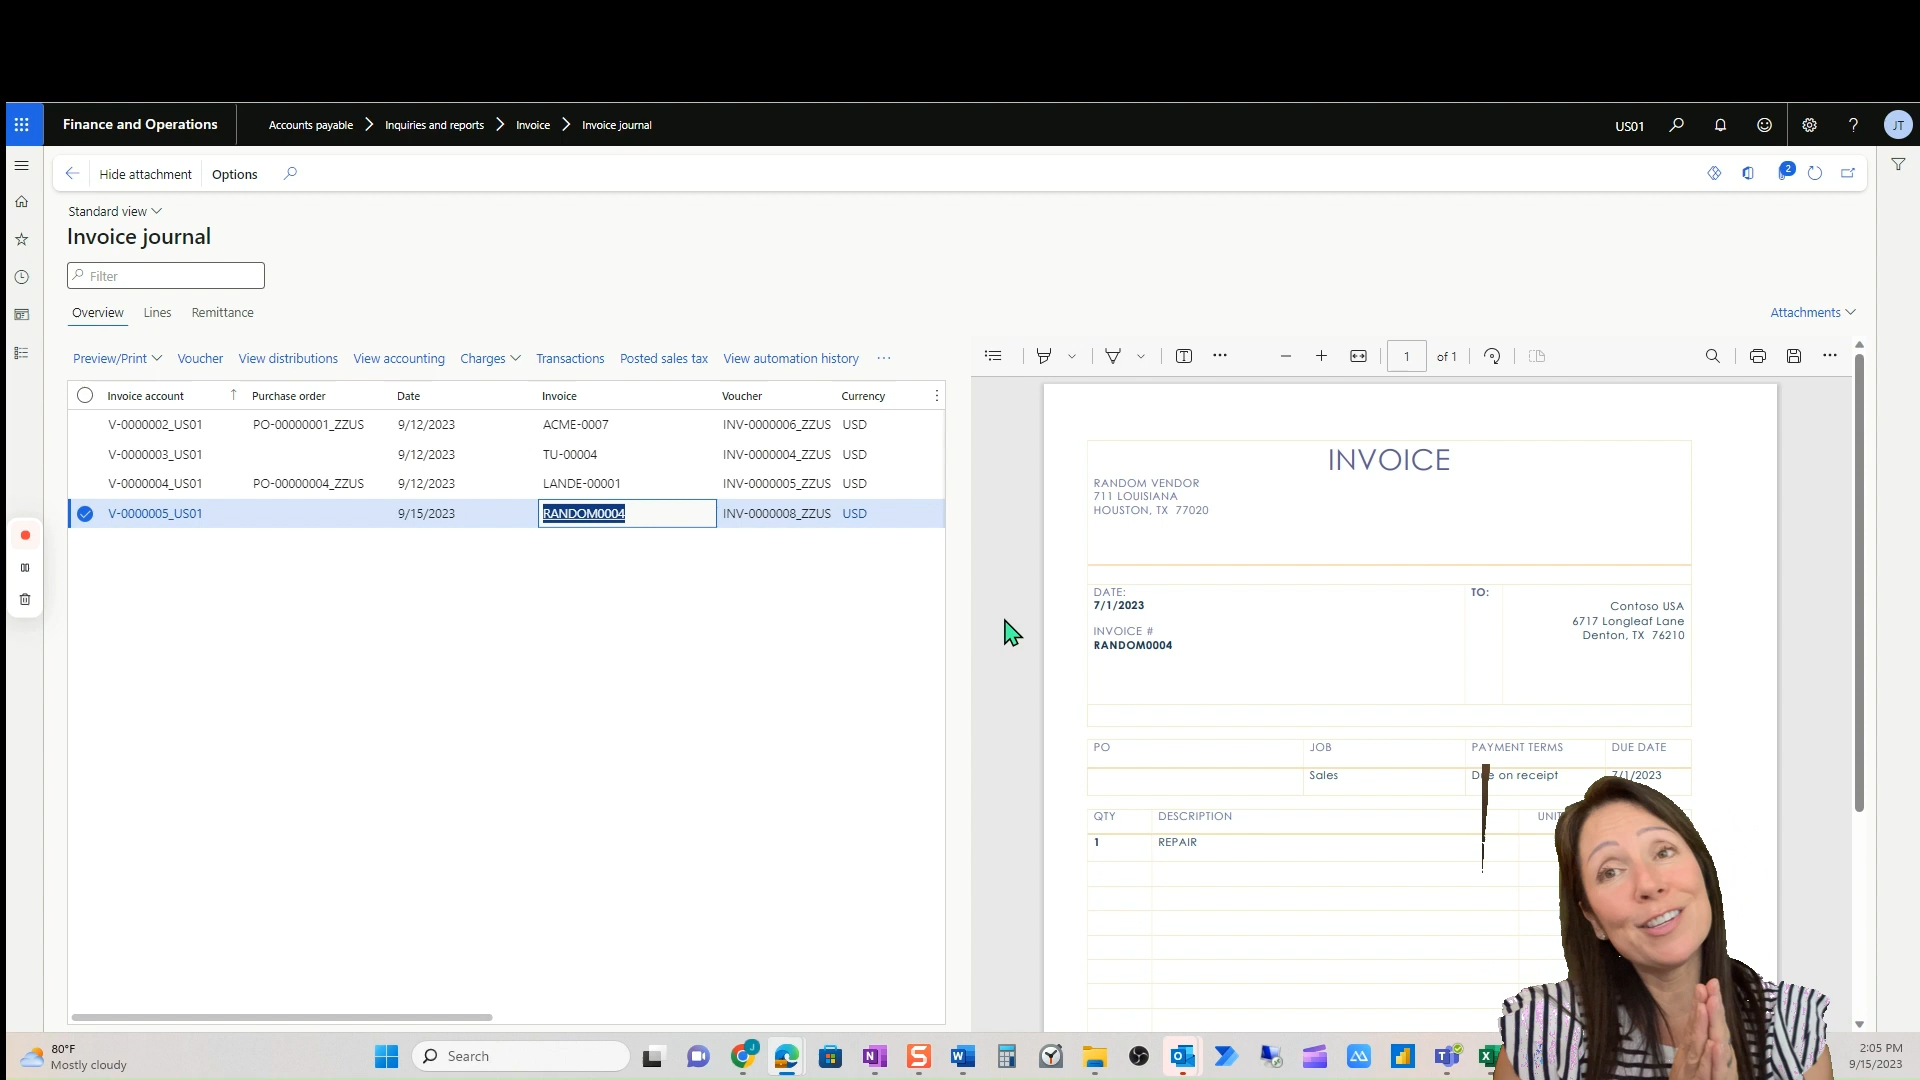 Finance and Operations
Accounts payable Inquiries and reports Invoice Invoice journal
US01
JT
Hide attachment Options
2
Standard view
Invoice journal
Filter
Overview Lines Remittance
Attachments
Preview/Print Voucher View distributions View accounting Charges Transactions Posted sales tax View automation history ...
1 of 1
Invoice account Purchase order Date Invoice Voucher Currency
V-0000002_US01 PO-00000001_ZZUS 9/12/2023 ACME-0007 INV-0000006_ZZUS USD
V-0000003_US01 9/12/2023 TU-00004 INV-0000004_ZZUS USD
V-0000004_US01 PO-00000004_ZZUS 9/12/2023 LANDE-00001 INV-0000005_ZZUS USD
V-0000005_US01 9/15/2023 RANDOM0004 INV-0000008_ZZUS USD
INVOICE
RANDOM VENDOR
711 LOUISIANA
HOUSTON, TX 77020
DATE:
7/1/2023
INVOICE #
RANDOM0004
TO:
Contoso USA
6717 Longleaf Lane
Denton, TX 76210
PO JOB PAYMENT TERMS DUE DATE
Sales Due on receipt 7/1/2023
QTY DESCRIPTION UNIT
1 REPAIR
80°F
Mostly cloudy
Search
2:05 PM
9/15/2023